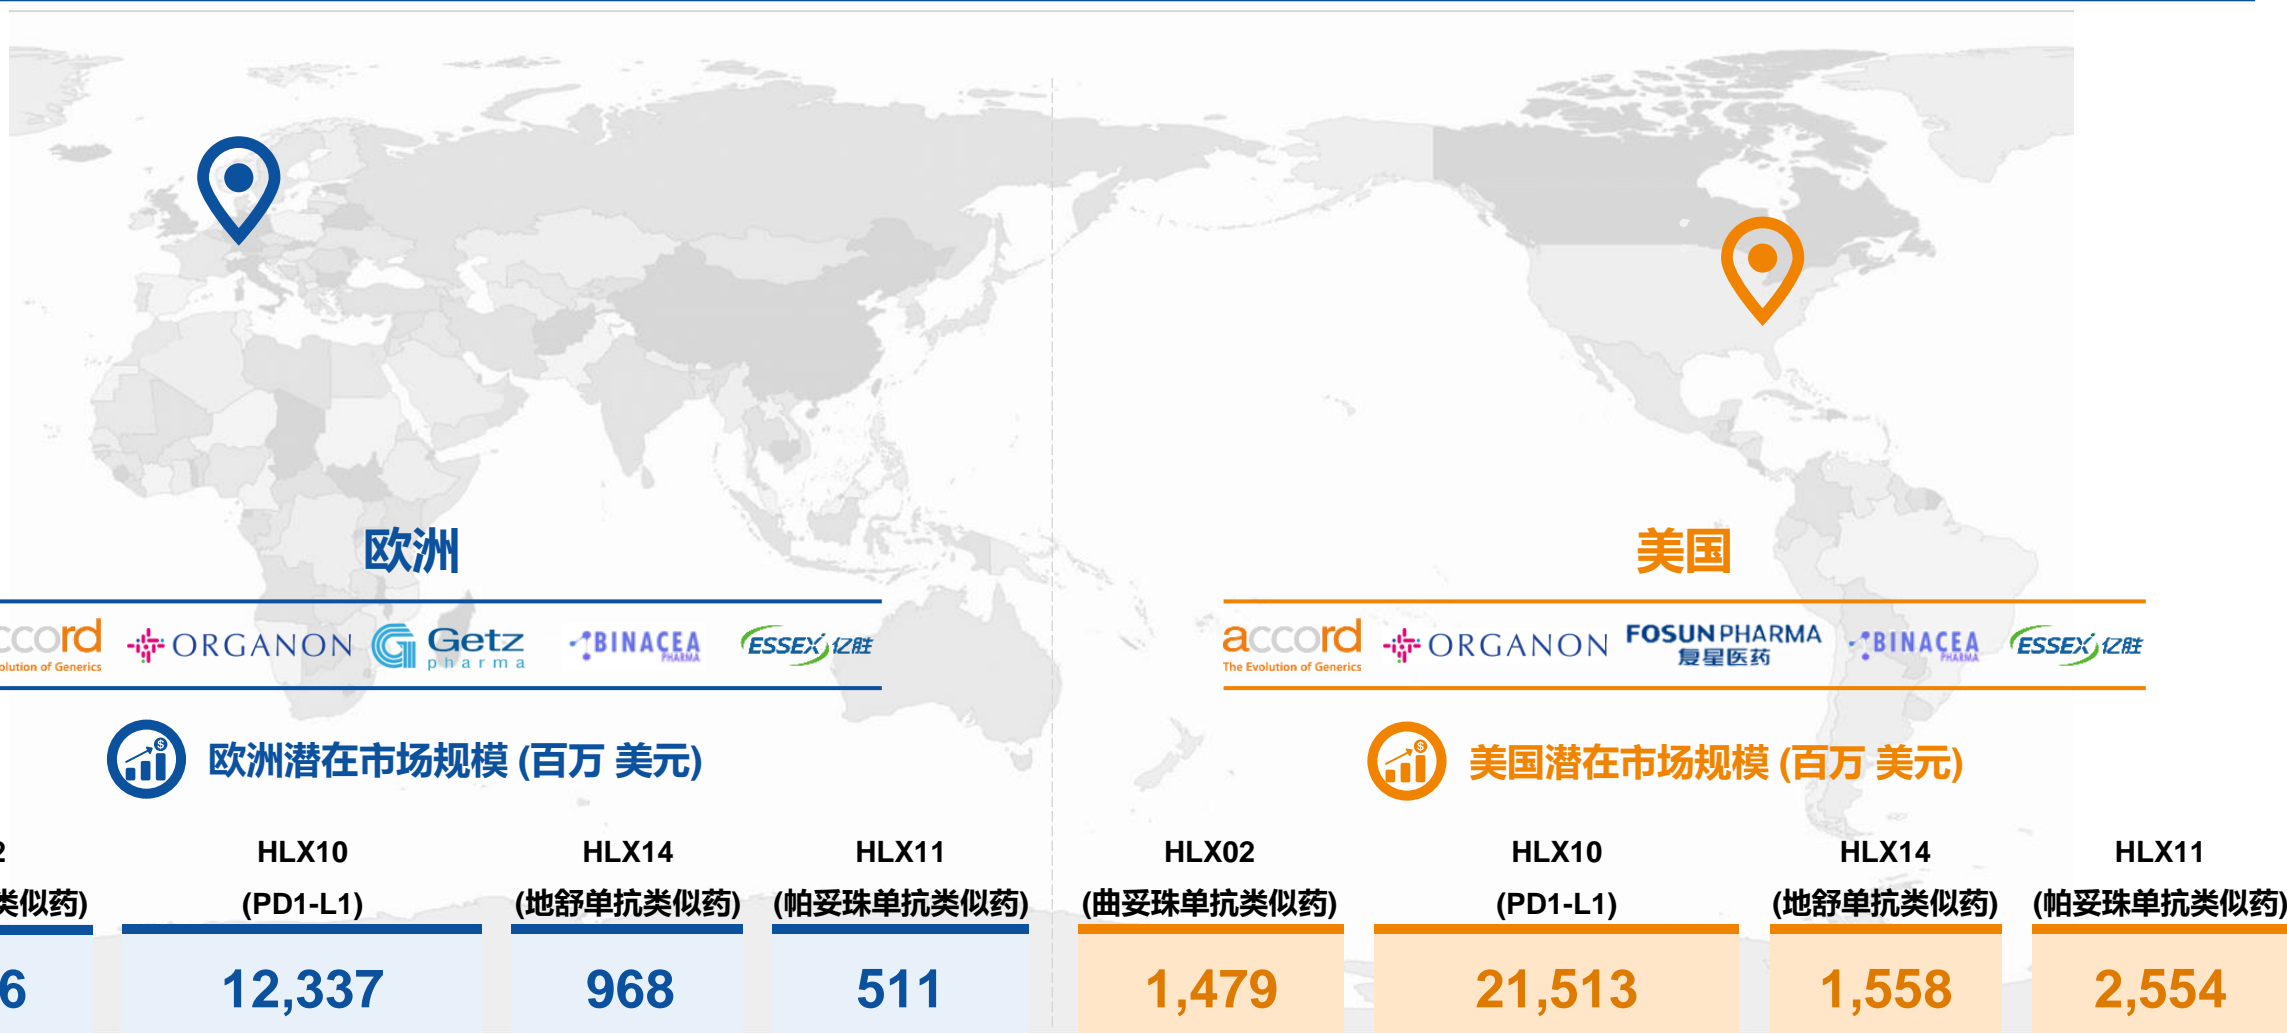 欧洲
ccord
olution of Generics
ORGANON
Getz
pharma
BINACEA
PHARMA
ESSEX 亿胜
欧洲潜在市场规模 (百万 美元)
2
类似药)
6
HLX10
(PD1-L1)
12,337
HLX14
(地舒单抗类似药)
968
HLX11
(帕妥珠单抗类似药)
511
美国
accord
The Evolution of Generics
ORGANON
FOSUN PHARMA
复星医药
BINACEA
PHARMA
ESSEX 亿胜
美国潜在市场规模 (百万 美元)
HLX02
(曲妥珠单抗类似药)
1,479
HLX10
(PD1-L1)
21,513
HLX14
(地舒单抗类似药)
1,558
HLX11
(帕妥珠单抗类似药)
2,554